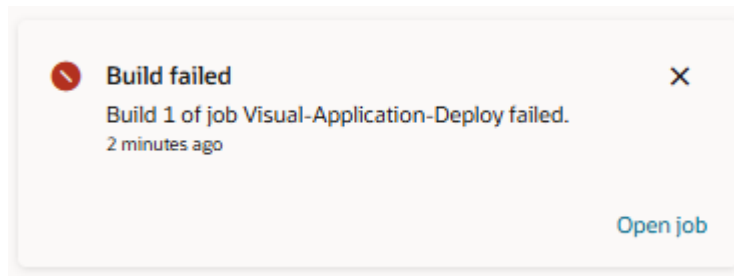 Build failed
Build 1 of job Visual-Application-Deploy failed.
2 minutes ago
Open job